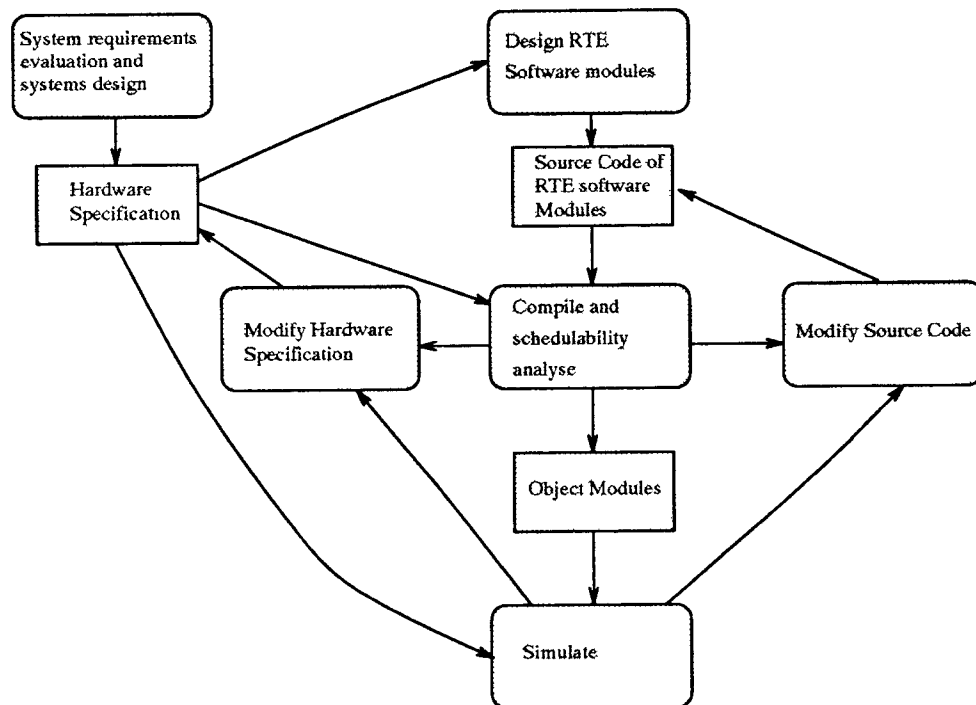 System requirements
evaluation and
systems design
Design RTE
Software modules
Hardware
Specification
Source Code of
RTE software
Modules
Modify Hardware
Specification
Compile and
schedulability
analyse
Modify Source Code
Object Modules
Simulate